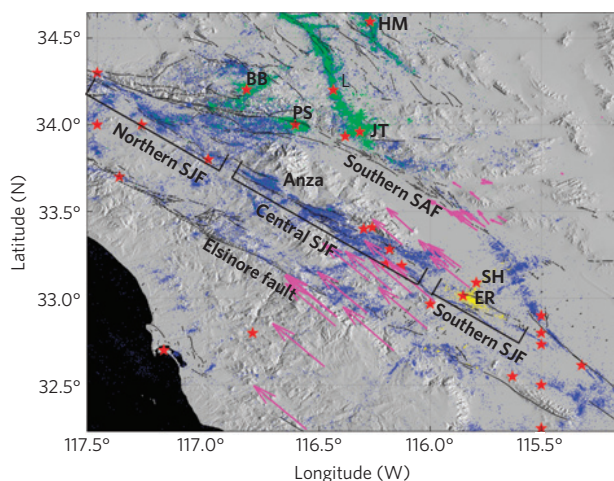 34.5
34.0
33.5
33.0
32.5
Latitude (N)
HM
BB
L
PS
JT
Northern SJF
Anza
Southern SAF
Central SJF
Elsinore fault
SH
ER
Southern SJF
117.5
117.0
116.5
116.0
115.5
Longitude (W)